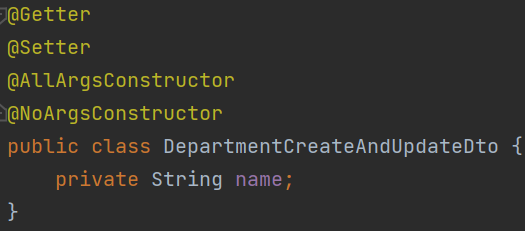 @Getter
@Setter
@AllArgsConstructor
@NoArgsConstructor
public class DepartmentCreateAndUpdateDto {
    private String name;
}